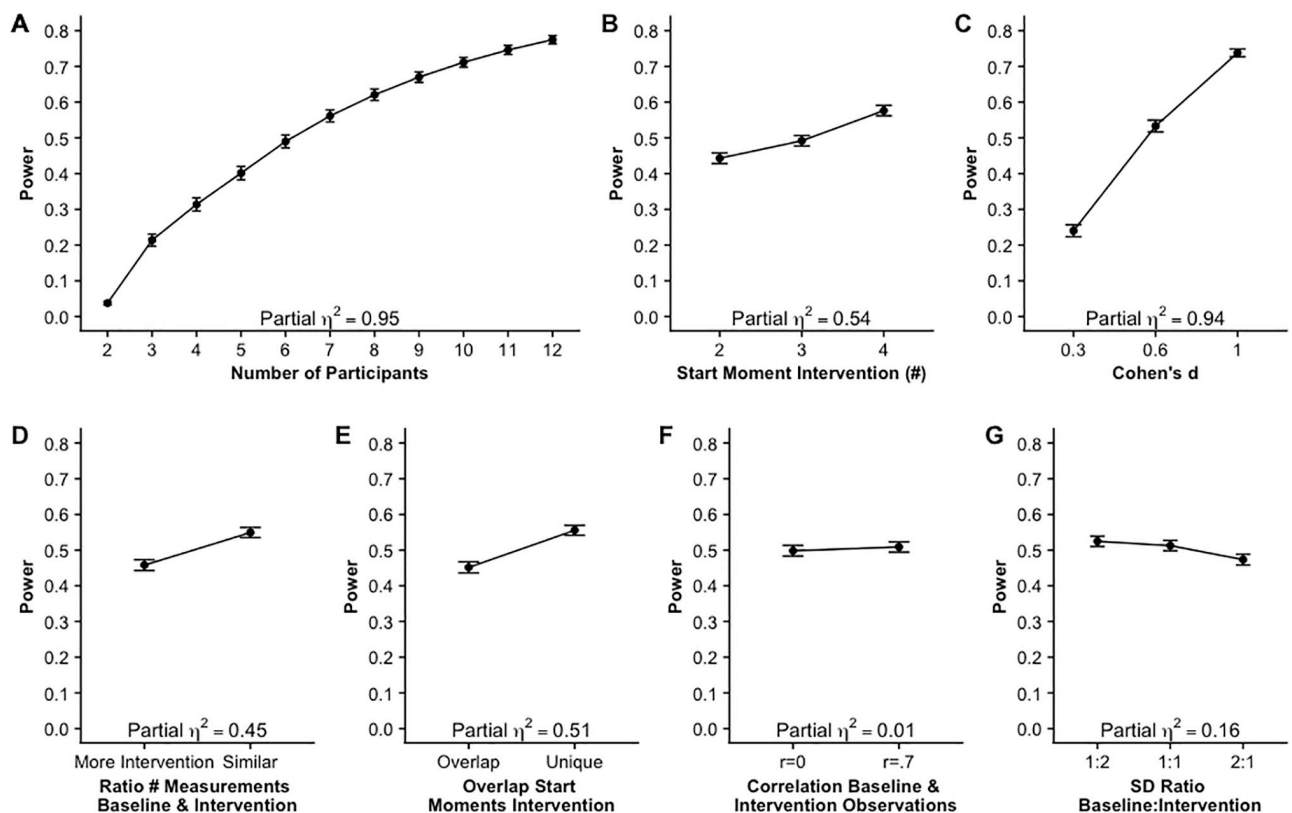 A
0.8
0.7
0.6
0.5
0.4
0.3
0.2
0.1
0.0
Power
Partial η² = 0.95
2 3 4 5 6 7 8 9 10 11 12
Number of Participants
B
0.8
0.7
0.6
0.5
0.4
0.3
0.2
0.1
0.0
Power
Partial η² = 0.54
2 3 4
Start Moment Intervention (#)
C
0.8
0.7
0.6
0.5
0.4
0.3
0.2
0.1
0.0
Power
Partial η² = 0.94
0.3 0.6 1
Cohen's d
D
0.8
0.7
0.6
0.5
0.4
0.3
0.2
0.1
0.0
Power
Partial η² = 0.45
More Intervention Similar
Ratio # Measurements
Baseline & Intervention
E
0.8
0.7
0.6
0.5
0.4
0.3
0.2
0.1
0.0
Power
Partial η² = 0.51
Overlap Unique
Overlap Start
Moments Intervention
F
0.8
0.7
0.6
0.5
0.4
0.3
0.2
0.1
0.0
Power
Partial η² = 0.01
r=0 r=.7
Correlation Baseline &
Intervention Observations
G
0.8
0.7
0.6
0.5
0.4
0.3
0.2
0.1
0.0
Power
Partial η² = 0.16
1:2 1:1 2:1
SD Ratio
Baseline:Intervention